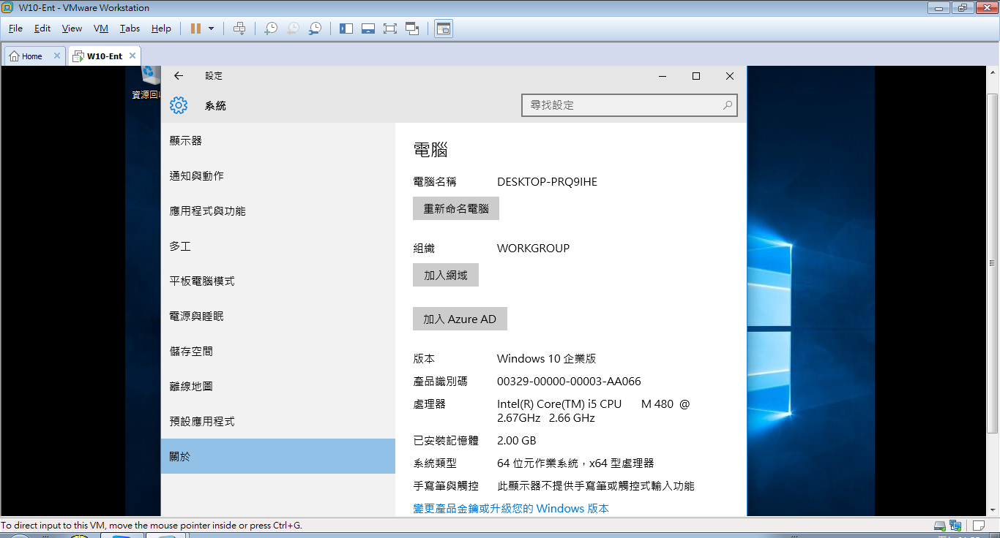 W10-Ent - VMware Workstation
File Edit View VM Tabs Help
Home W10-Ent
資源回
設定
系統
尋找設定
顯示器
通知與動作
應用程式與功能
多工
平板電腦模式
電源與睡眠
儲存空間
離線地圖
預設應用程式
關於
電腦
電腦名稱 DESKTOP-PRQ9IHE
重新命名電腦
組織 WORKGROUP
加入網域
加入 Azure AD
版本 Windows 10 企業版
產品識別碼 00329-00000-00003-AA066
處理器 Intel(R) Core(TM) i5 CPU M 480 @
2.67GHz 2.66 GHz
已安裝記憶體 2.00 GB
系統類型 64 位元作業系統，x64 型處理器
手寫筆與觸控 此顯示器不提供手寫筆或觸控式輸入功能
變更產品金鑰或升級您的 Windows 版本
To direct input to this VM, move the mouse pointer inside or press Ctrl+G.